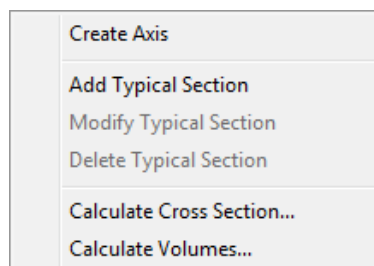 Create Axis
Add Typical Section
Modify Typical Section
Delete Typical Section
Calculate Cross Section...
Calculate Volumes...